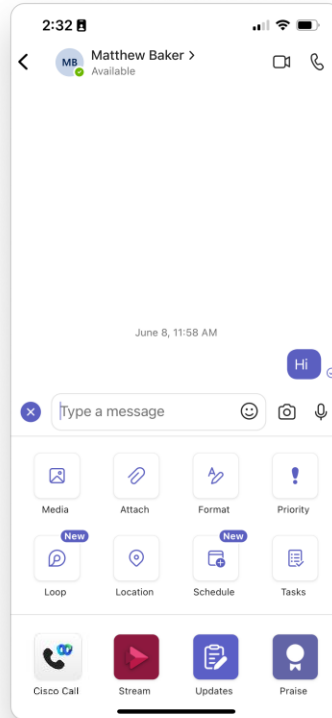 2:32
MB
Matthew Baker >
Available
June 8, 11:58 AM
Hi
Type a message
Media
Attach
Format
Priority
New
New
Loop
Location
Schedule
Tasks
Cisco Call
Stream
Updates
Praise